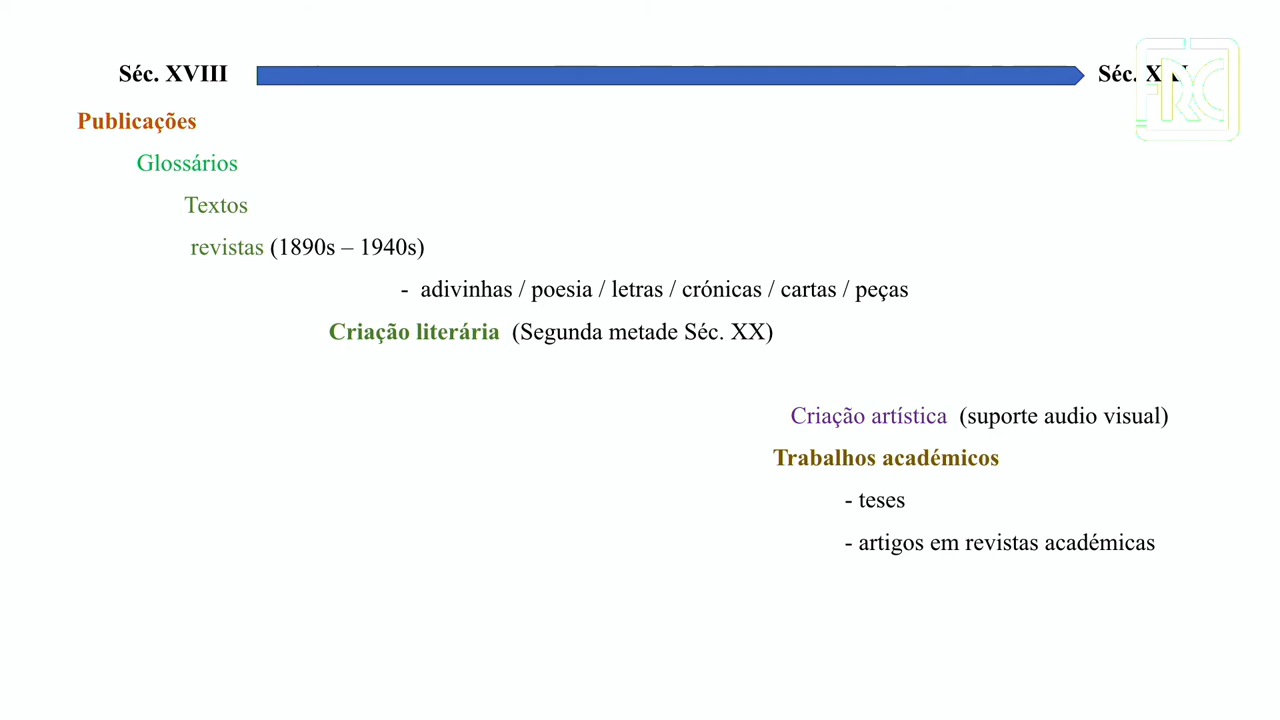 Séc. XVIII
Séc.
Publicações
Glossários
Textos
revistas (1890s – 1940s)
- adivinhas / poesia / letras / crónicas / cartas / peças
Criação literária (Segunda metade Séc. XX)
Criação artística (suporte audio visual)
Trabalhos académicos
- teses
- artigos em revistas académicas